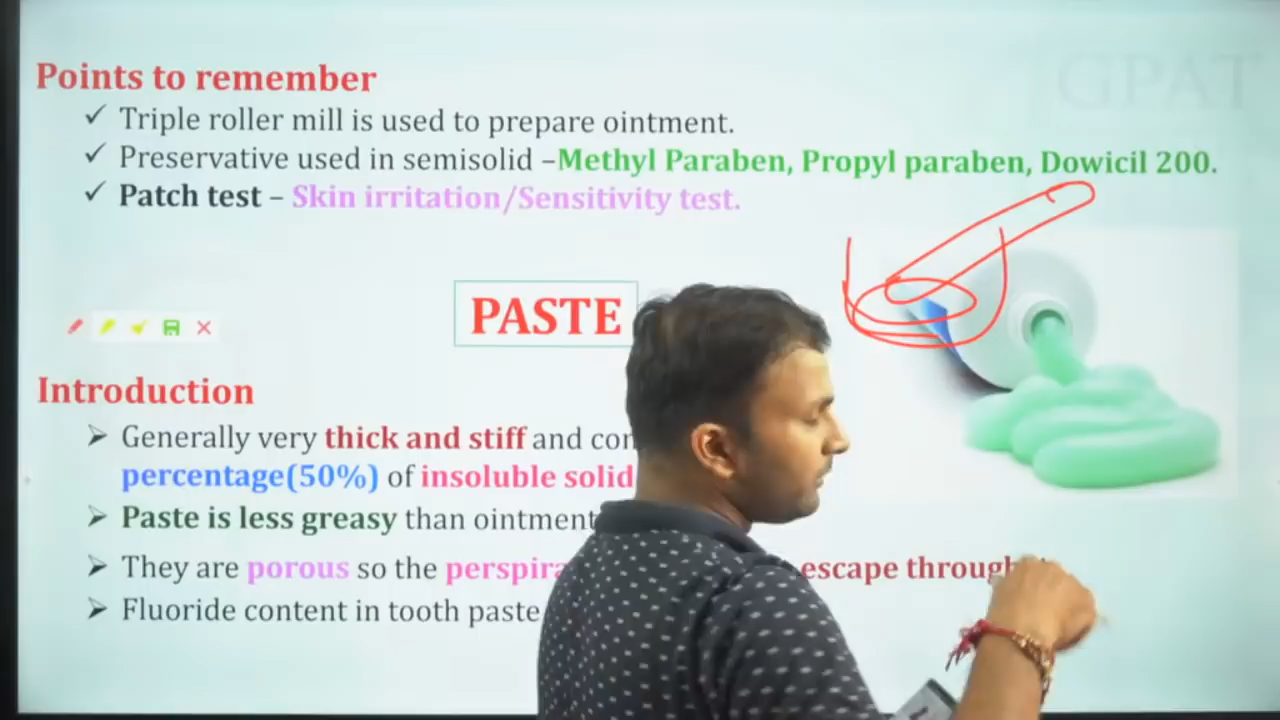 GPAT
Points to remember
✓ Triple roller mill is used to prepare ointment.
✓ Preservative used in semisolid –Methyl Paraben, Propyl paraben, Dowicil 200.
✓ Patch test – Skin irritation/Sensitivity test.
PASTE
Introduction
➢ Generally very thick and stiff and
percentage(50%) of insoluble solid
➢ Paste is less greasy than ointment
➢ They are porous so the escape through
➢ Fluoride content in tooth paste